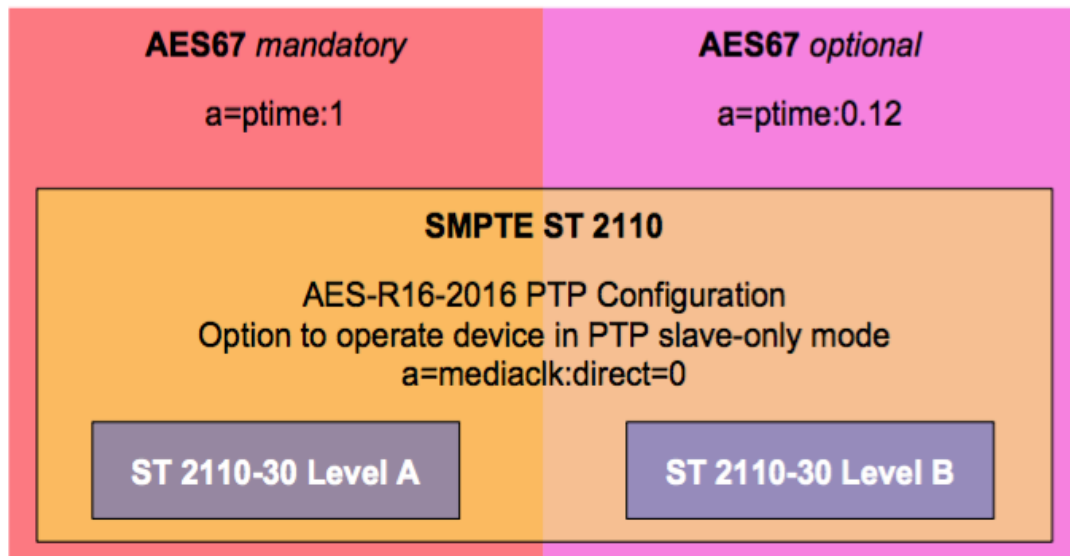 AES67 mandatory
AES67 optional
a=ptime:1
a=ptime:0.12
SMPTE ST 2110
AES-R16-2016 PTP Configuration
Option to operate device in PTP slave-only mode
a=mediaclk:direct=0
ST 2110-30 Level A
ST 2110-30 Level B